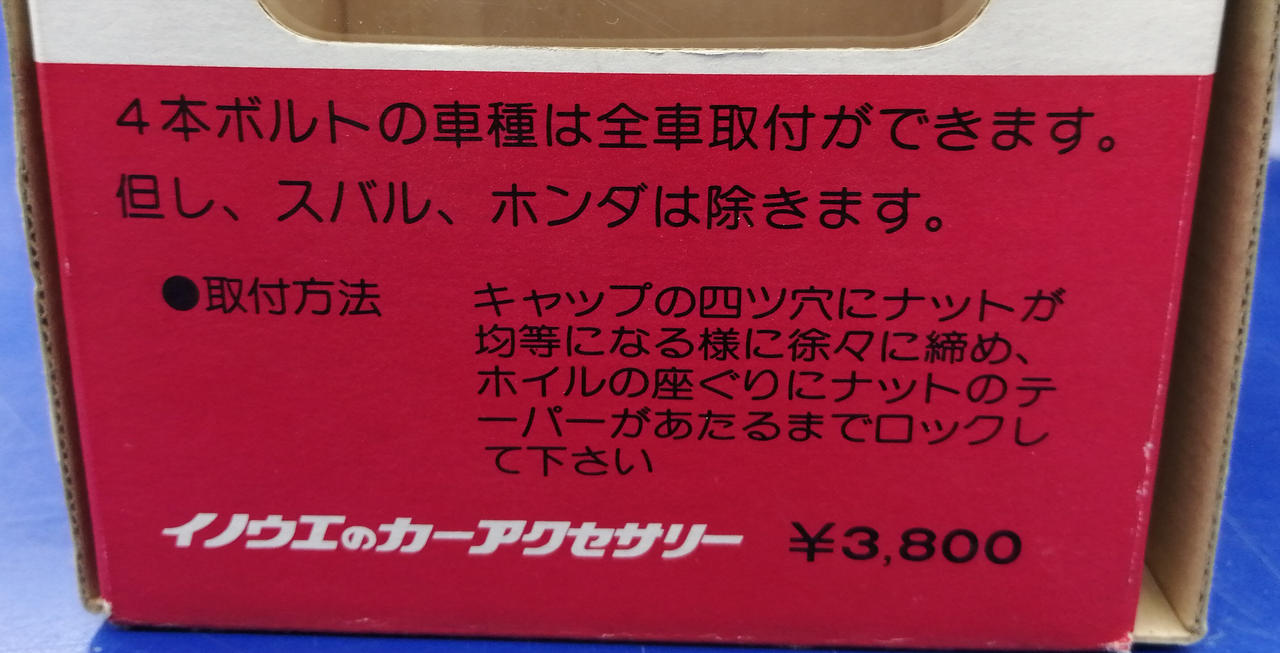 4本ボルトの車種は全車取付ができます。
但し、スバル、ホンダは除きます。
●取付方法
キャップの四ツ穴にナットが
均等になる様に徐々に締め、
ホイルの座ぐりにナットのテ
ーパーがあたるまでロックし
て下さい
イノウエのカーアクセサリー ¥3,800